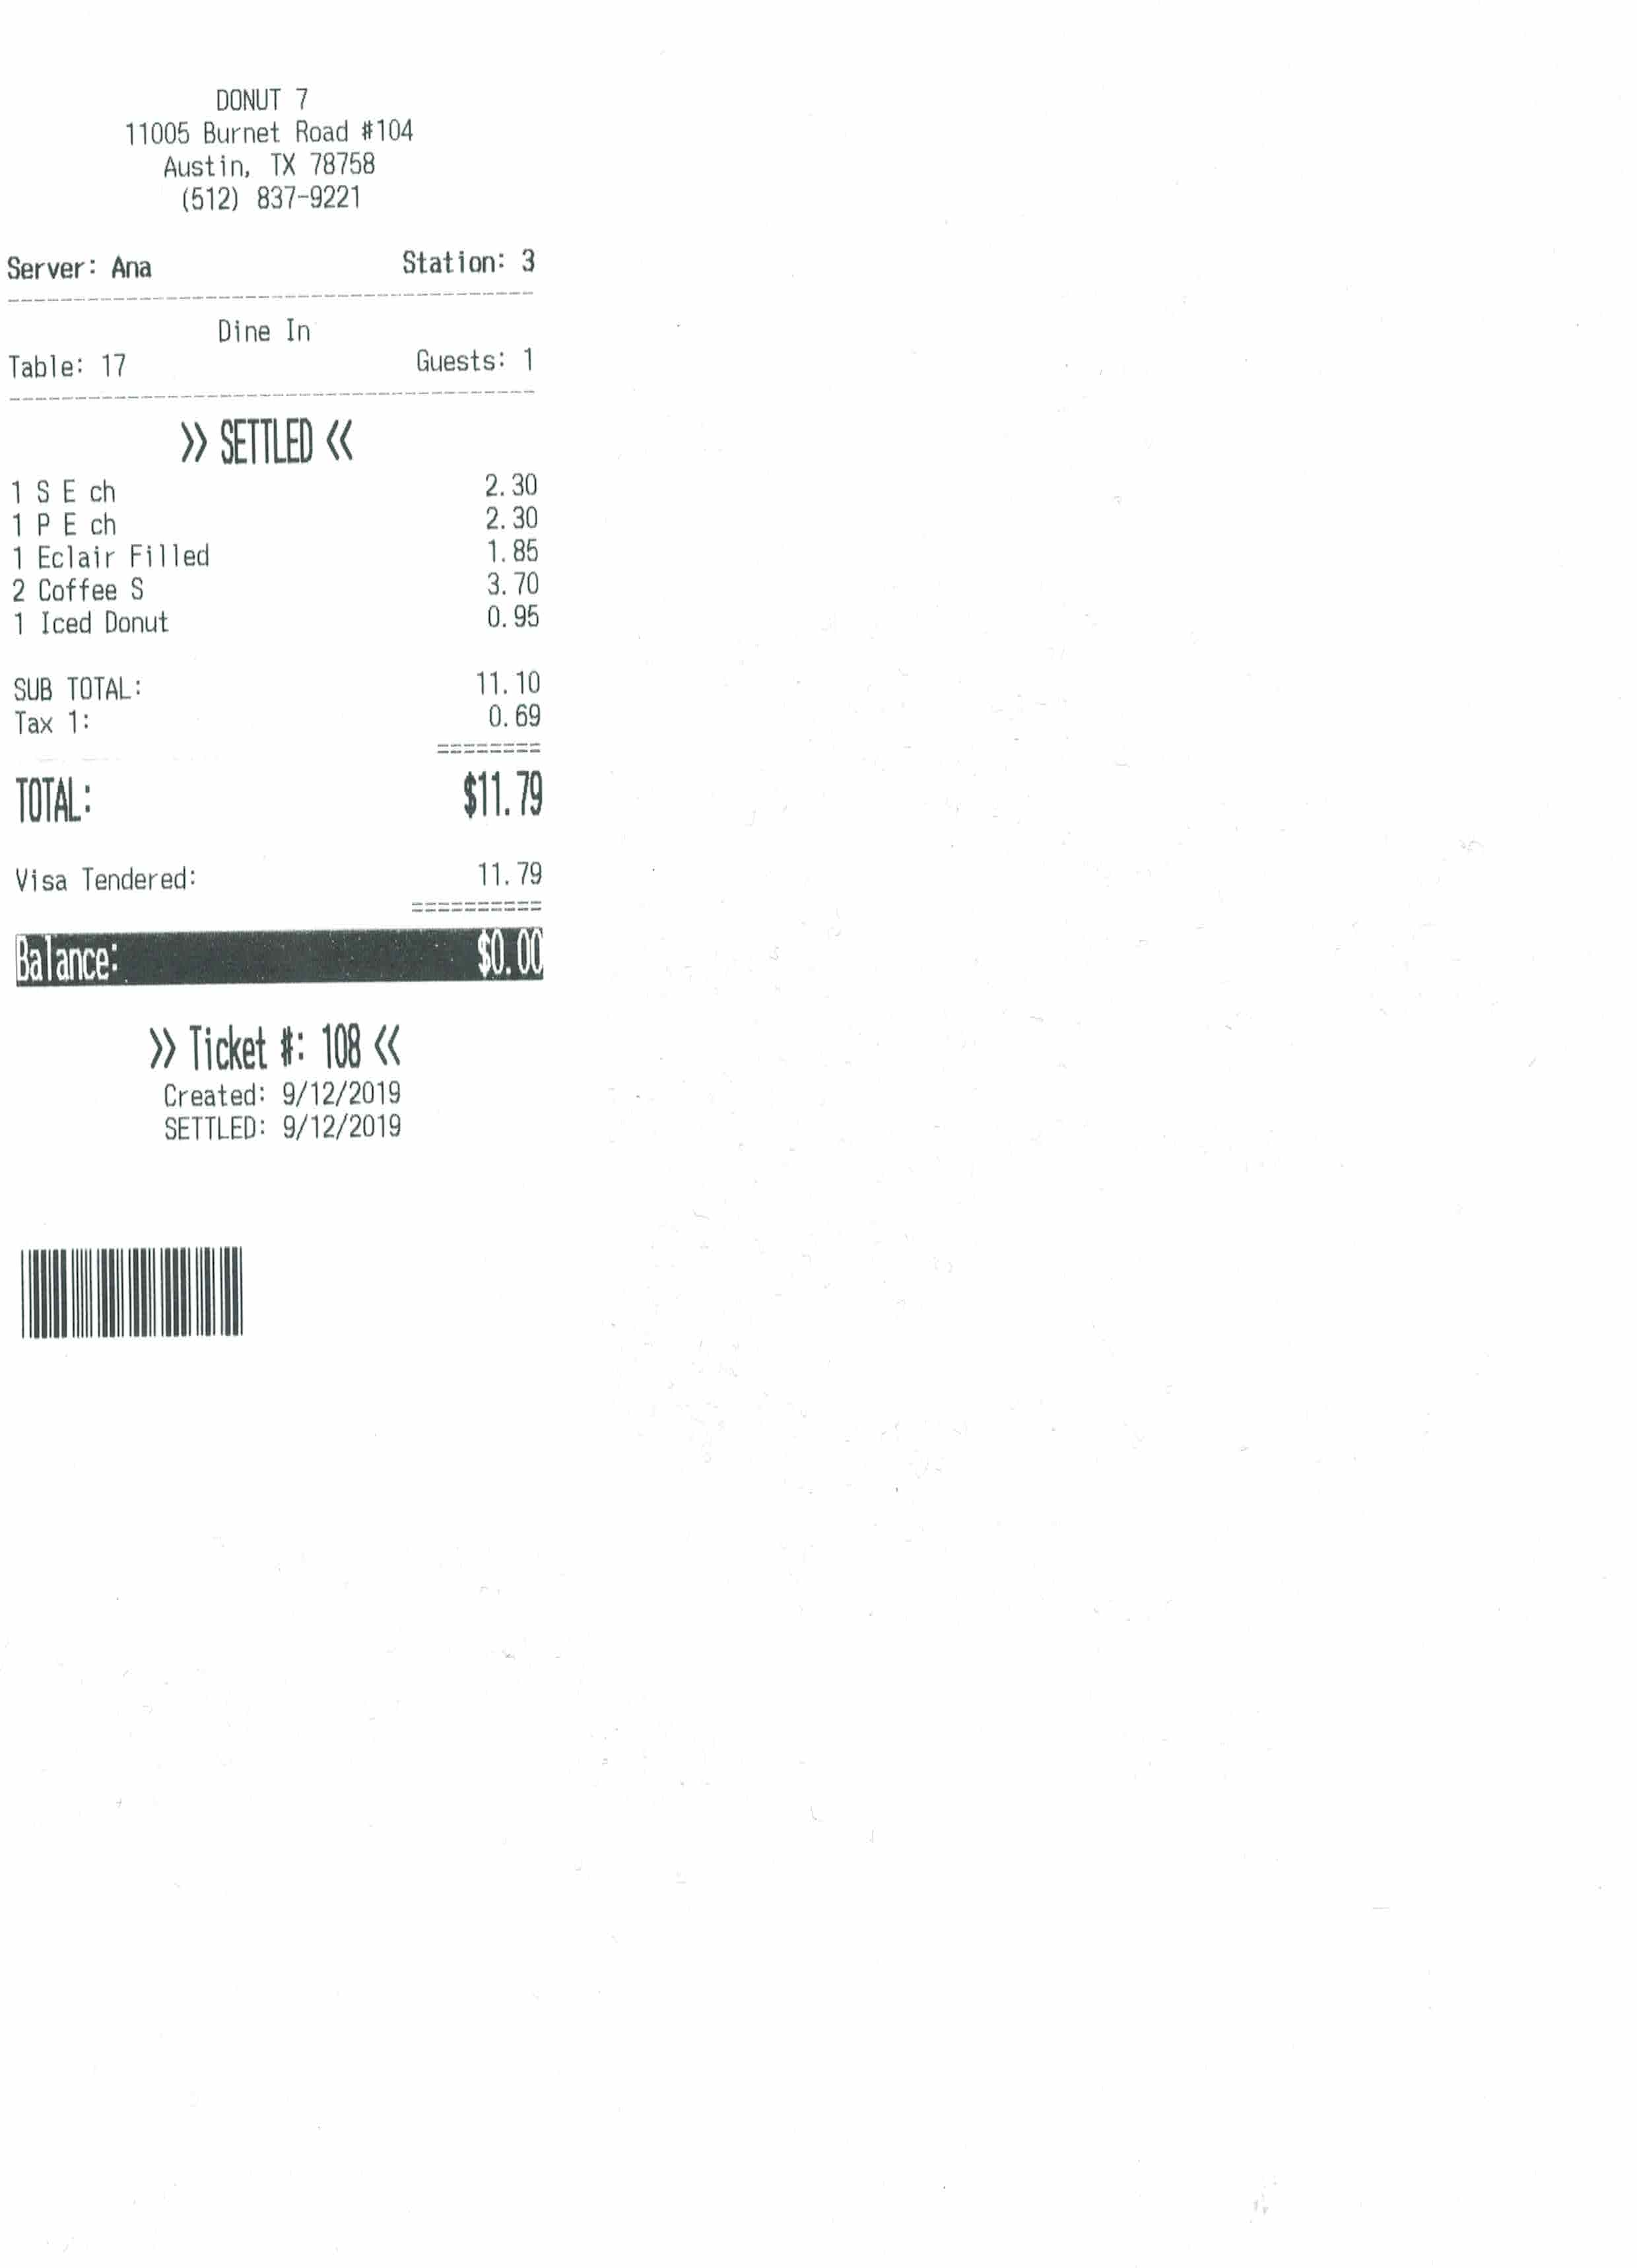 DONUT 7
11005 Burnet Road #104
Austin, TX 78758
(512) 837-9221
Server: Ana Station: 3
Dine In
Table: 17 Guests: 1
>> SETTLED <<
1 S E ch 2.30
1 P E ch 2.30
1 Eclair Filled 1.85
2 Coffee S 3.70
1 Iced Donut 0.95
SUB TOTAL: 11.10
Tax 1: 0.69
========
TOTAL: $11.79
Visa Tendered: 11.79
==========
Balance: $0.00
>> Ticket #: 108 <<
Created: 9/12/2019
SETTLED: 9/12/2019